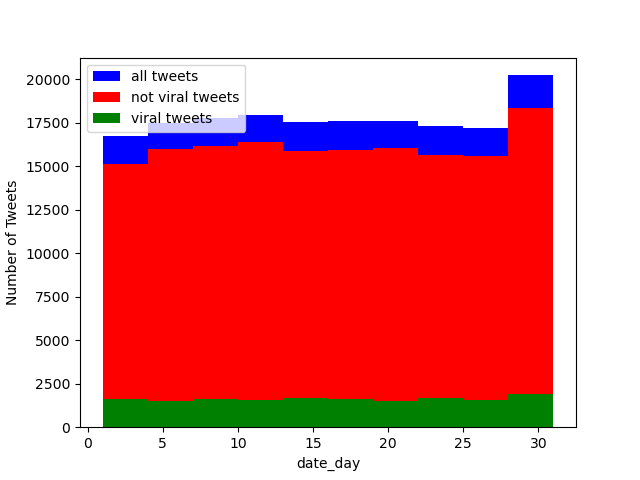 all tweets
not viral tweets
viral tweets
20000
17500
15000
12500
10000
7500
5000
2500
0
Number of Tweets
0 5 10 15 20 25 30
date_day